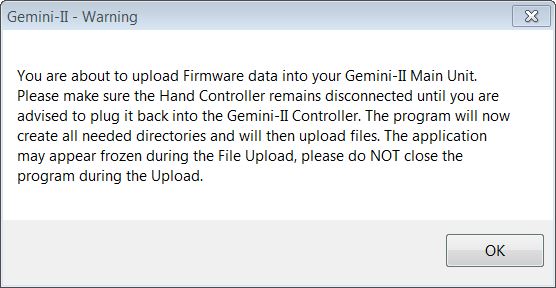 Gemini-II - Warning
You are about to upload Firmware data into your Gemini-II Main Unit.
Please make sure the Hand Controller remains disconnected until you are
advised to plug it back into the Gemini-II Controller. The program will now
create all needed directories and will then upload files. The application
may appear frozen during the File Upload, please do NOT close the
program during the Upload.
OK